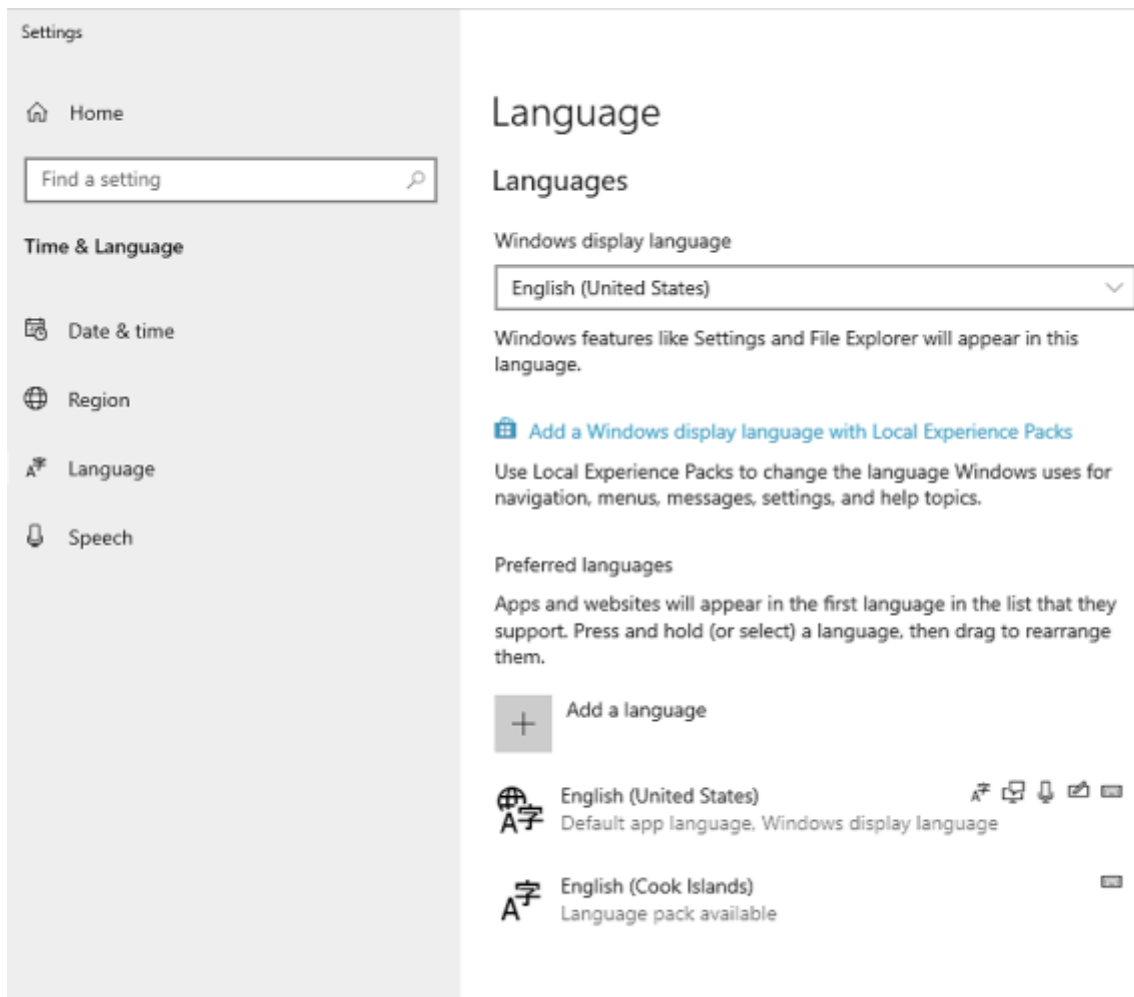 Settings
Home
Find a setting
Time & Language
Date & time
Region
Language
Speech
Language
Languages
Windows display language
English (United States)
Windows features like Settings and File Explorer will appear in this
language.
Add a Windows display language with Local Experience Packs
Use Local Experience Packs to change the language Windows uses for
navigation, menus, messages, settings, and help topics.
Preferred languages
Apps and websites will appear in the first language in the list that they
support. Press and hold (or select) a language, then drag to rearrange
them.
Add a language
English (United States)
Default app language, Windows display language
English (Cook Islands)
Language pack available